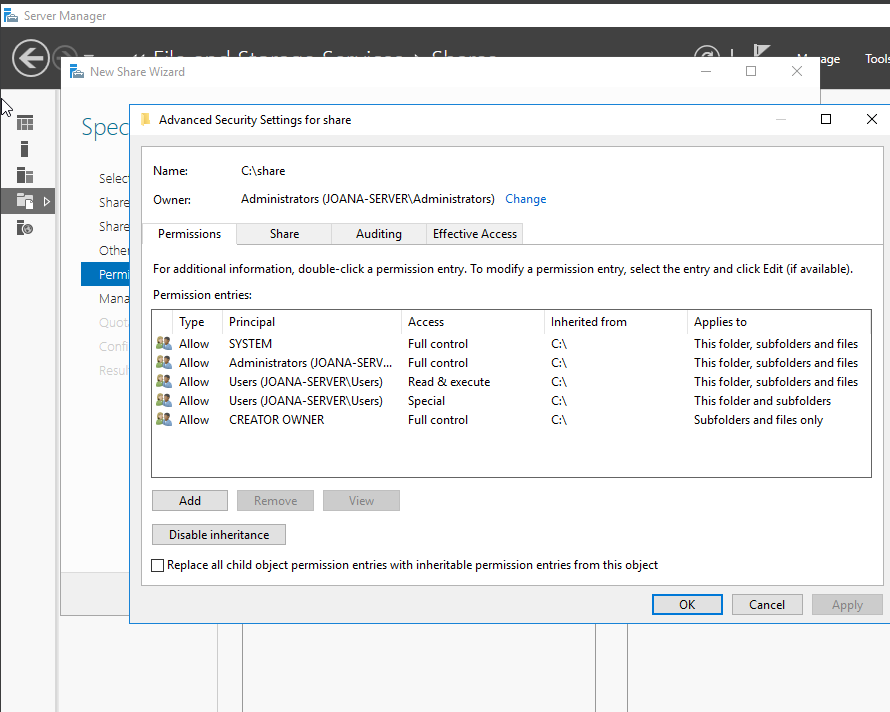 Server Manager
Manage Tools
New Share Wizard
Advanced Security Settings for share
Name: C:\share
Owner: Administrators (JOANA-SERVER\Administrators) Change
Permissions Share Auditing Effective Access
For additional information, double-click a permission entry. To modify a permission entry, select the entry and click Edit (if available).
Permission entries:
Type Principal Access Inherited from Applies to
Allow SYSTEM Full control C:\ This folder, subfolders and files
Allow Administrators (JOANA-SERV... Full control C:\ This folder, subfolders and files
Allow Users (JOANA-SERVER\Users) Read & execute C:\ This folder, subfolders and files
Allow Users (JOANA-SERVER\Users) Special C:\ This folder and subfolders
Allow CREATOR OWNER Full control C:\ Subfolders and files only
Add Remove View
Disable inheritance
Replace all child object permission entries with inheritable permission entries from this object
OK Cancel Apply
Spec
Select
Share
Share
Other
Permi
Mana
Quot
Confi
Resul